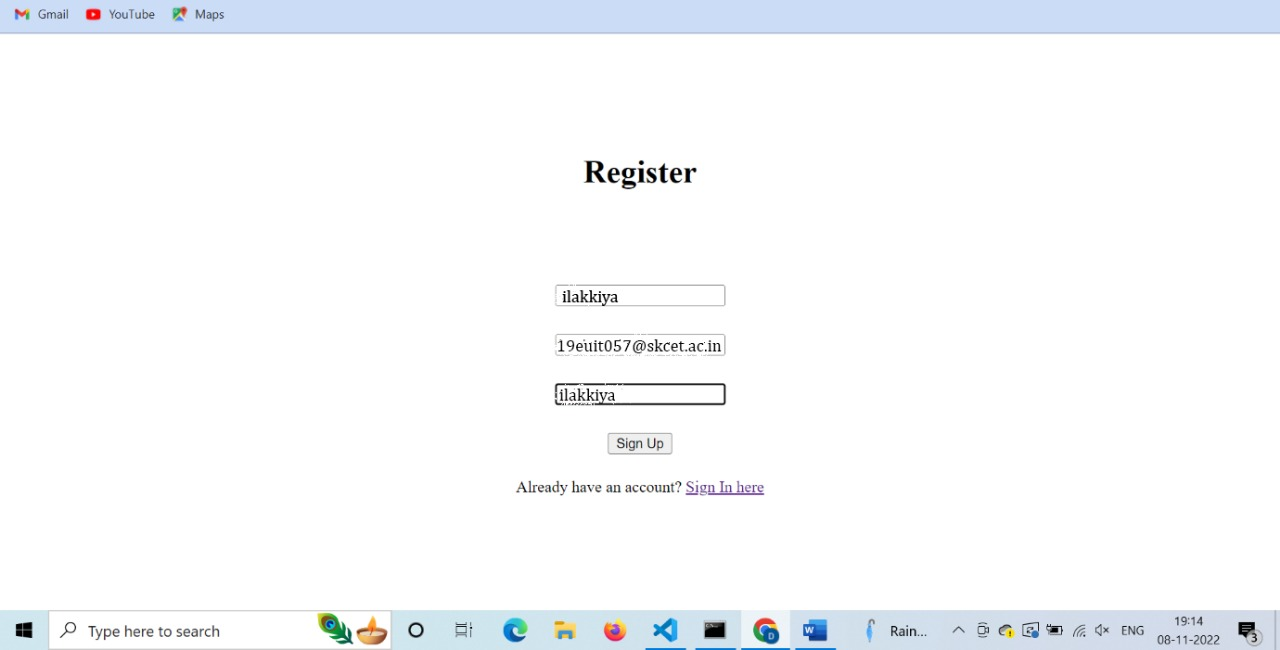 Gmail YouTube Maps
Register
ilakkiya
19euit057@skcet.ac.in
ilakkiya
Sign Up
Already have an account? Sign In here
Type here to search
Rain... ENG 19:14
08-11-2022 3